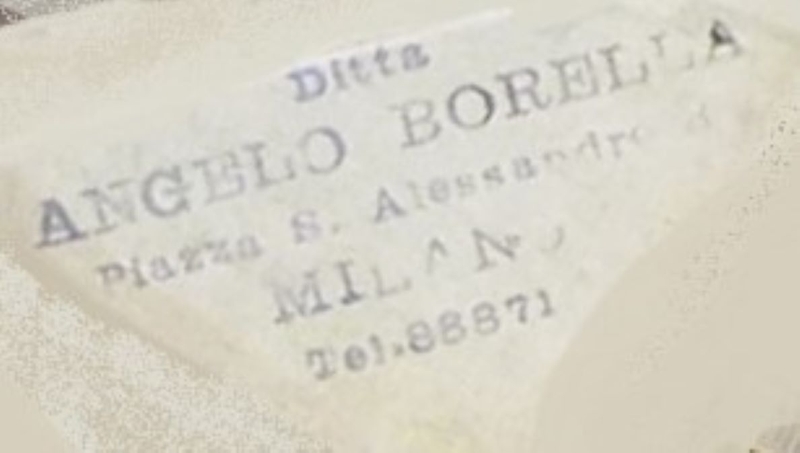 Ditta
ANGELO BORELLA
Piazza S. Alessandro
MILANO
Tel.88871